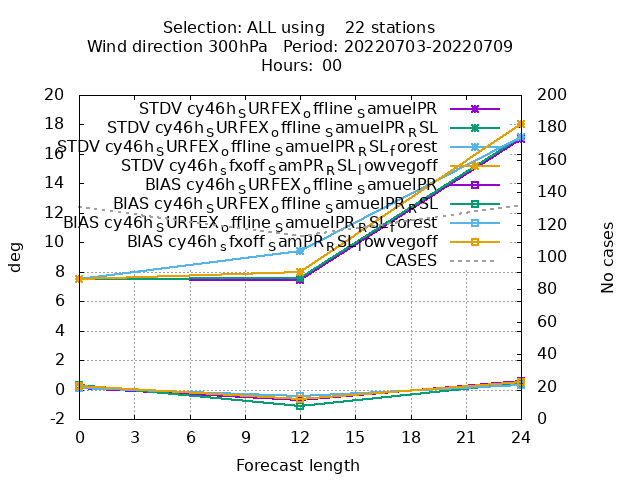 Selection: ALL using    22 stations
Wind direction 300hPa   Period: 20220703-20220709
Hours: 00
20 200
18 180
16 160
14 140
12 120
10 100
8 80
6 60
4 40
2 20
0 0
-2
deg
No cases
STDV cy46h_SURFEX_offline_samuelPR
STDV cy46h_SURFEX_offline_samuelPR_RSL
STDV cy46h_SURFEX_offline_samuelPR_RSL_forest
STDV cy46h_sfxoff_samPR_RSL_lowvegoff
BIAS cy46h_SURFEX_offline_samuelPR
BIAS cy46h_SURFEX_offline_samuelPR_RSL
BIAS cy46h_SURFEX_offline_samuelPR_RSL_forest
BIAS cy46h_sfxoff_samPR_RSL_lowvegoff
CASES
0 3 6 9 12 15 18 21 24
Forecast length